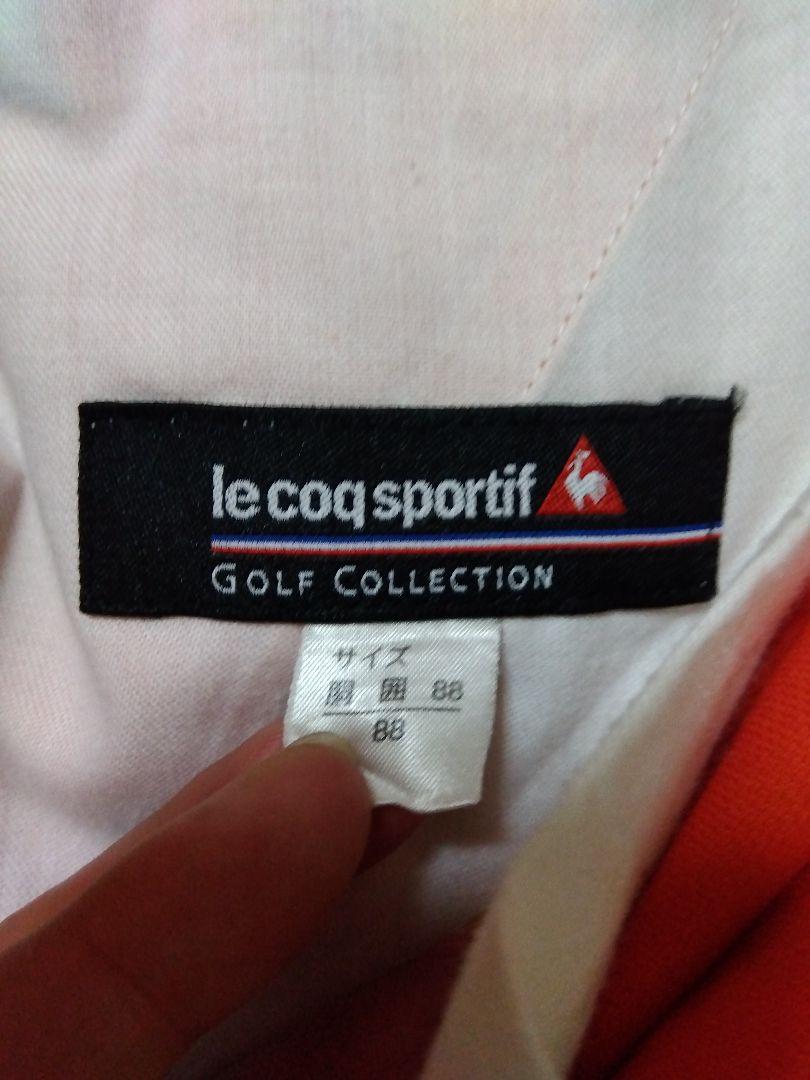 le coq sportif
GOLF COLLECTION
サイズ
胴囲 88
88